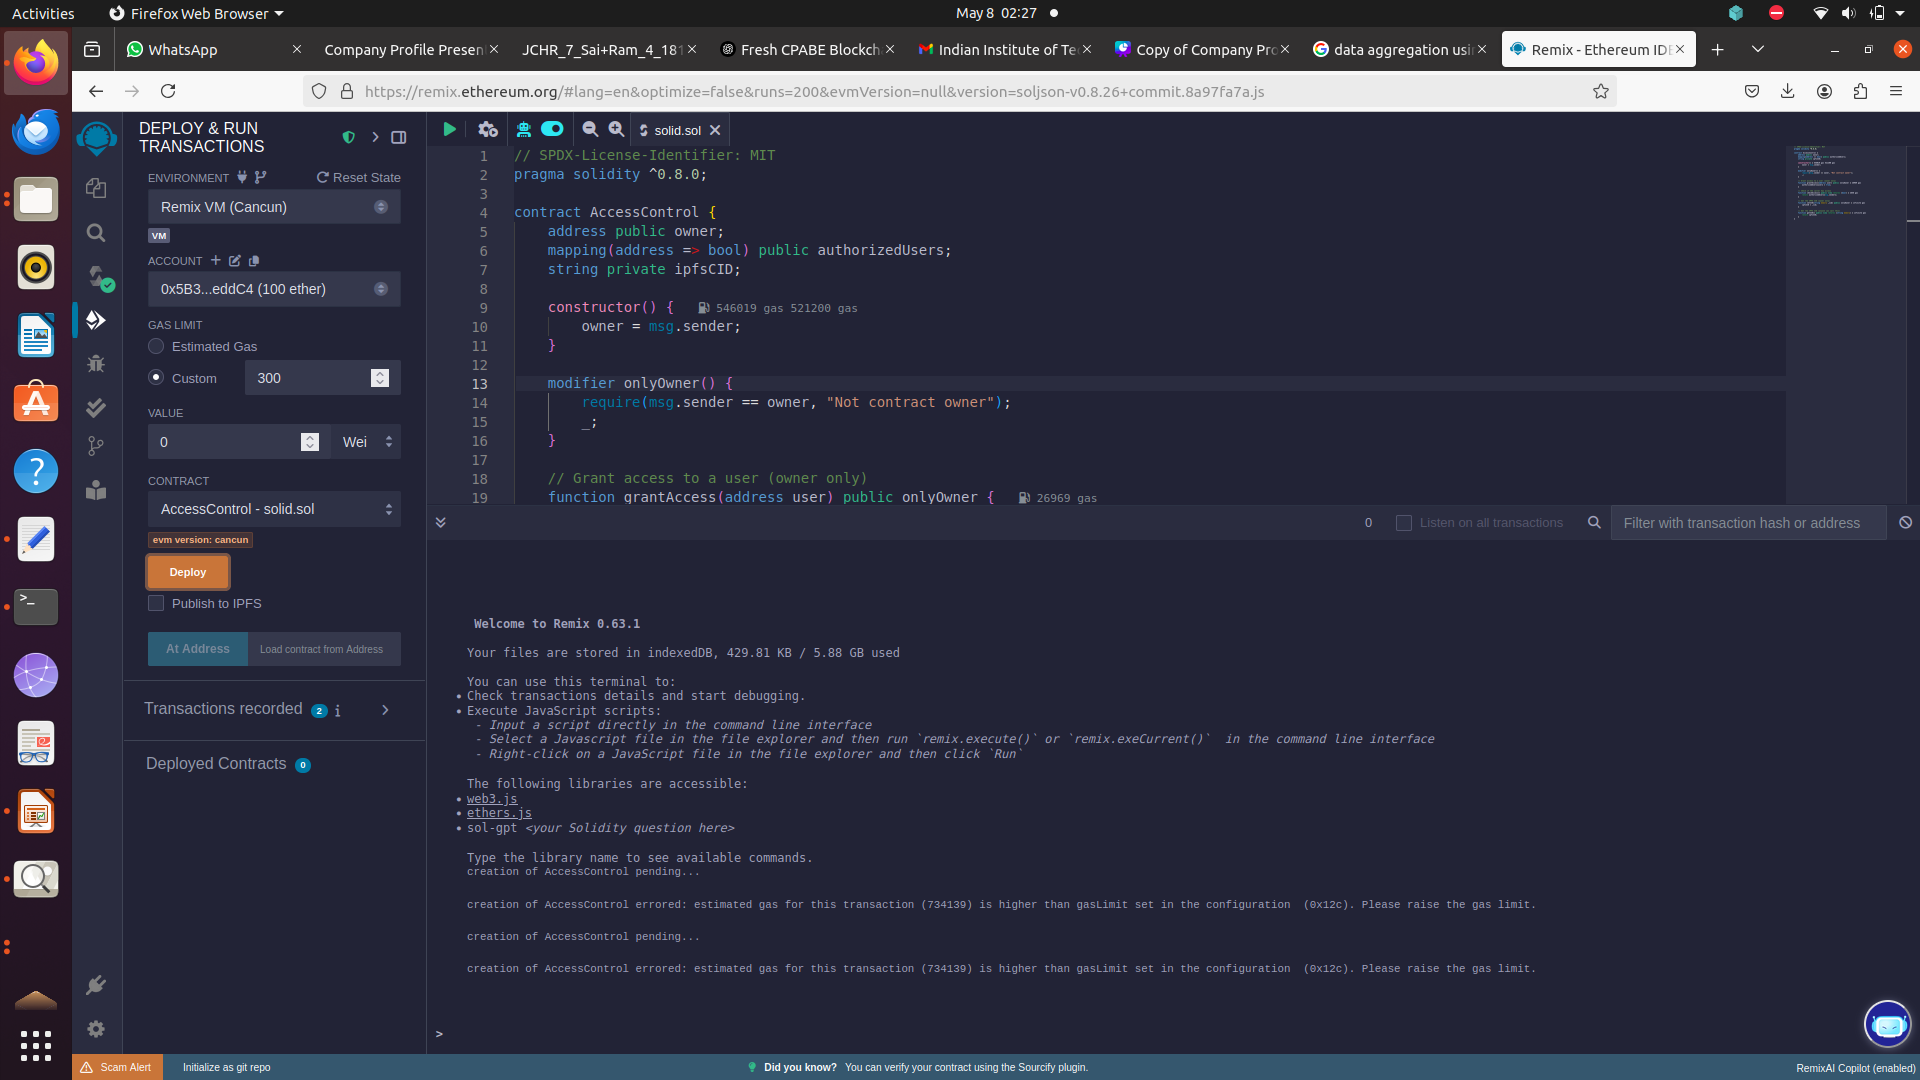 Activities
Firefox Web Browser
May 8 02:27
WhatsApp
Company Profile Presen
JCHR_7_Sai+Ram_4_181
Fresh CPABE Blockch
Indian Institute of Te
Copy of Company Pro
data aggregation usi
Remix - Ethereum IDE
https://remix.ethereum.org/#lang=en&optimize=false&runs=200&evmVersion=null&version=soljson-v0.8.26+commit.8a97fa7a.js
DEPLOY & RUN
TRANSACTIONS
ENVIRONMENT
Reset State
Remix VM (Cancun)
VM
ACCOUNT
0x5B3...eddC4 (100 ether)
GAS LIMIT
Estimated Gas
Custom
300
VALUE
0
Wei
CONTRACT
AccessControl - solid.sol
evm version: cancun
Deploy
Publish to IPFS
At Address
Load contract from Address
Transactions recorded 2 i
Deployed Contracts 0
solid.sol
1 // SPDX-License-Identifier: MIT
2 pragma solidity ^0.8.0;
3
4 contract AccessControl {
5 address public owner;
6 mapping(address => bool) public authorizedUsers;
7 string private ipfsCID;
8
9 constructor() { 546019 gas 521200 gas
10 owner = msg.sender;
11 }
12
13 modifier onlyOwner() {
14 require(msg.sender == owner, "Not contract owner");
15 _;
16 }
17
18 // Grant access to a user (owner only)
19 function grantAccess(address user) public onlyOwner { 26969 gas
0
Listen on all transactions
Filter with transaction hash or address
Welcome to Remix 0.63.1
Your files are stored in indexedDB, 429.81 KB / 5.88 GB used
You can use this terminal to:
• Check transactions details and start debugging.
• Execute JavaScript scripts:
- Input a script directly in the command line interface
- Select a Javascript file in the file explorer and then run `remix.execute()` or `remix.exeCurrent()` in the command line interface
- Right-click on a JavaScript file in the file explorer and then click `Run`
The following libraries are accessible:
• web3.js
• ethers.js
• sol-gpt <your Solidity question here>
Type the library name to see available commands.
creation of AccessControl pending...
creation of AccessControl errored: estimated gas for this transaction (734139) is higher than gasLimit set in the configuration (0x12c). Please raise the gas limit.
creation of AccessControl pending...
creation of AccessControl errored: estimated gas for this transaction (734139) is higher than gasLimit set in the configuration (0x12c). Please raise the gas limit.
>
Scam Alert
Initialize as git repo
Did you know? You can verify your contract using the Sourcify plugin.
RemixAI Copilot (enabled)